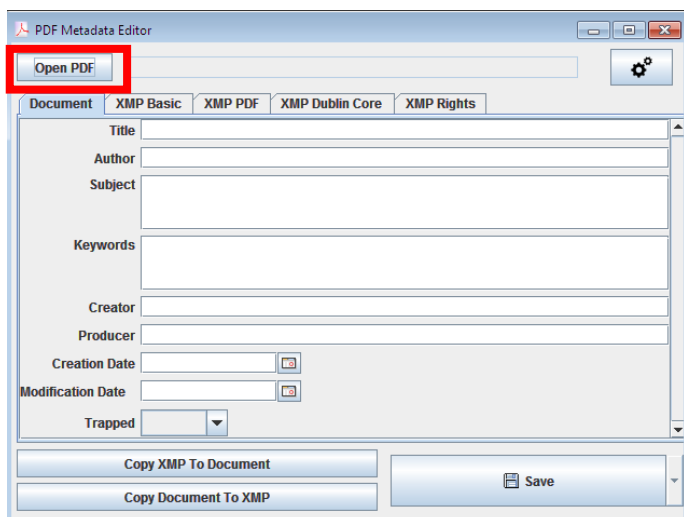 PDF Metadata Editor
Open PDF
Document XMP Basic XMP PDF XMP Dublin Core XMP Rights
Title
Author
Subject
Keywords
Creator
Producer
Creation Date
Modification Date
Trapped
Copy XMP To Document
Save
Copy Document To XMP